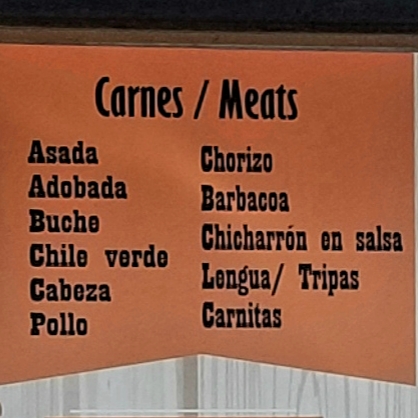 Carnes / Meats
Asada
Adobada
Buche
Chile verde
Cabeza
Pollo
Chorizo
Barbacoa
Chicharrón en salsa
Lengua/ Tripas
Carnitas